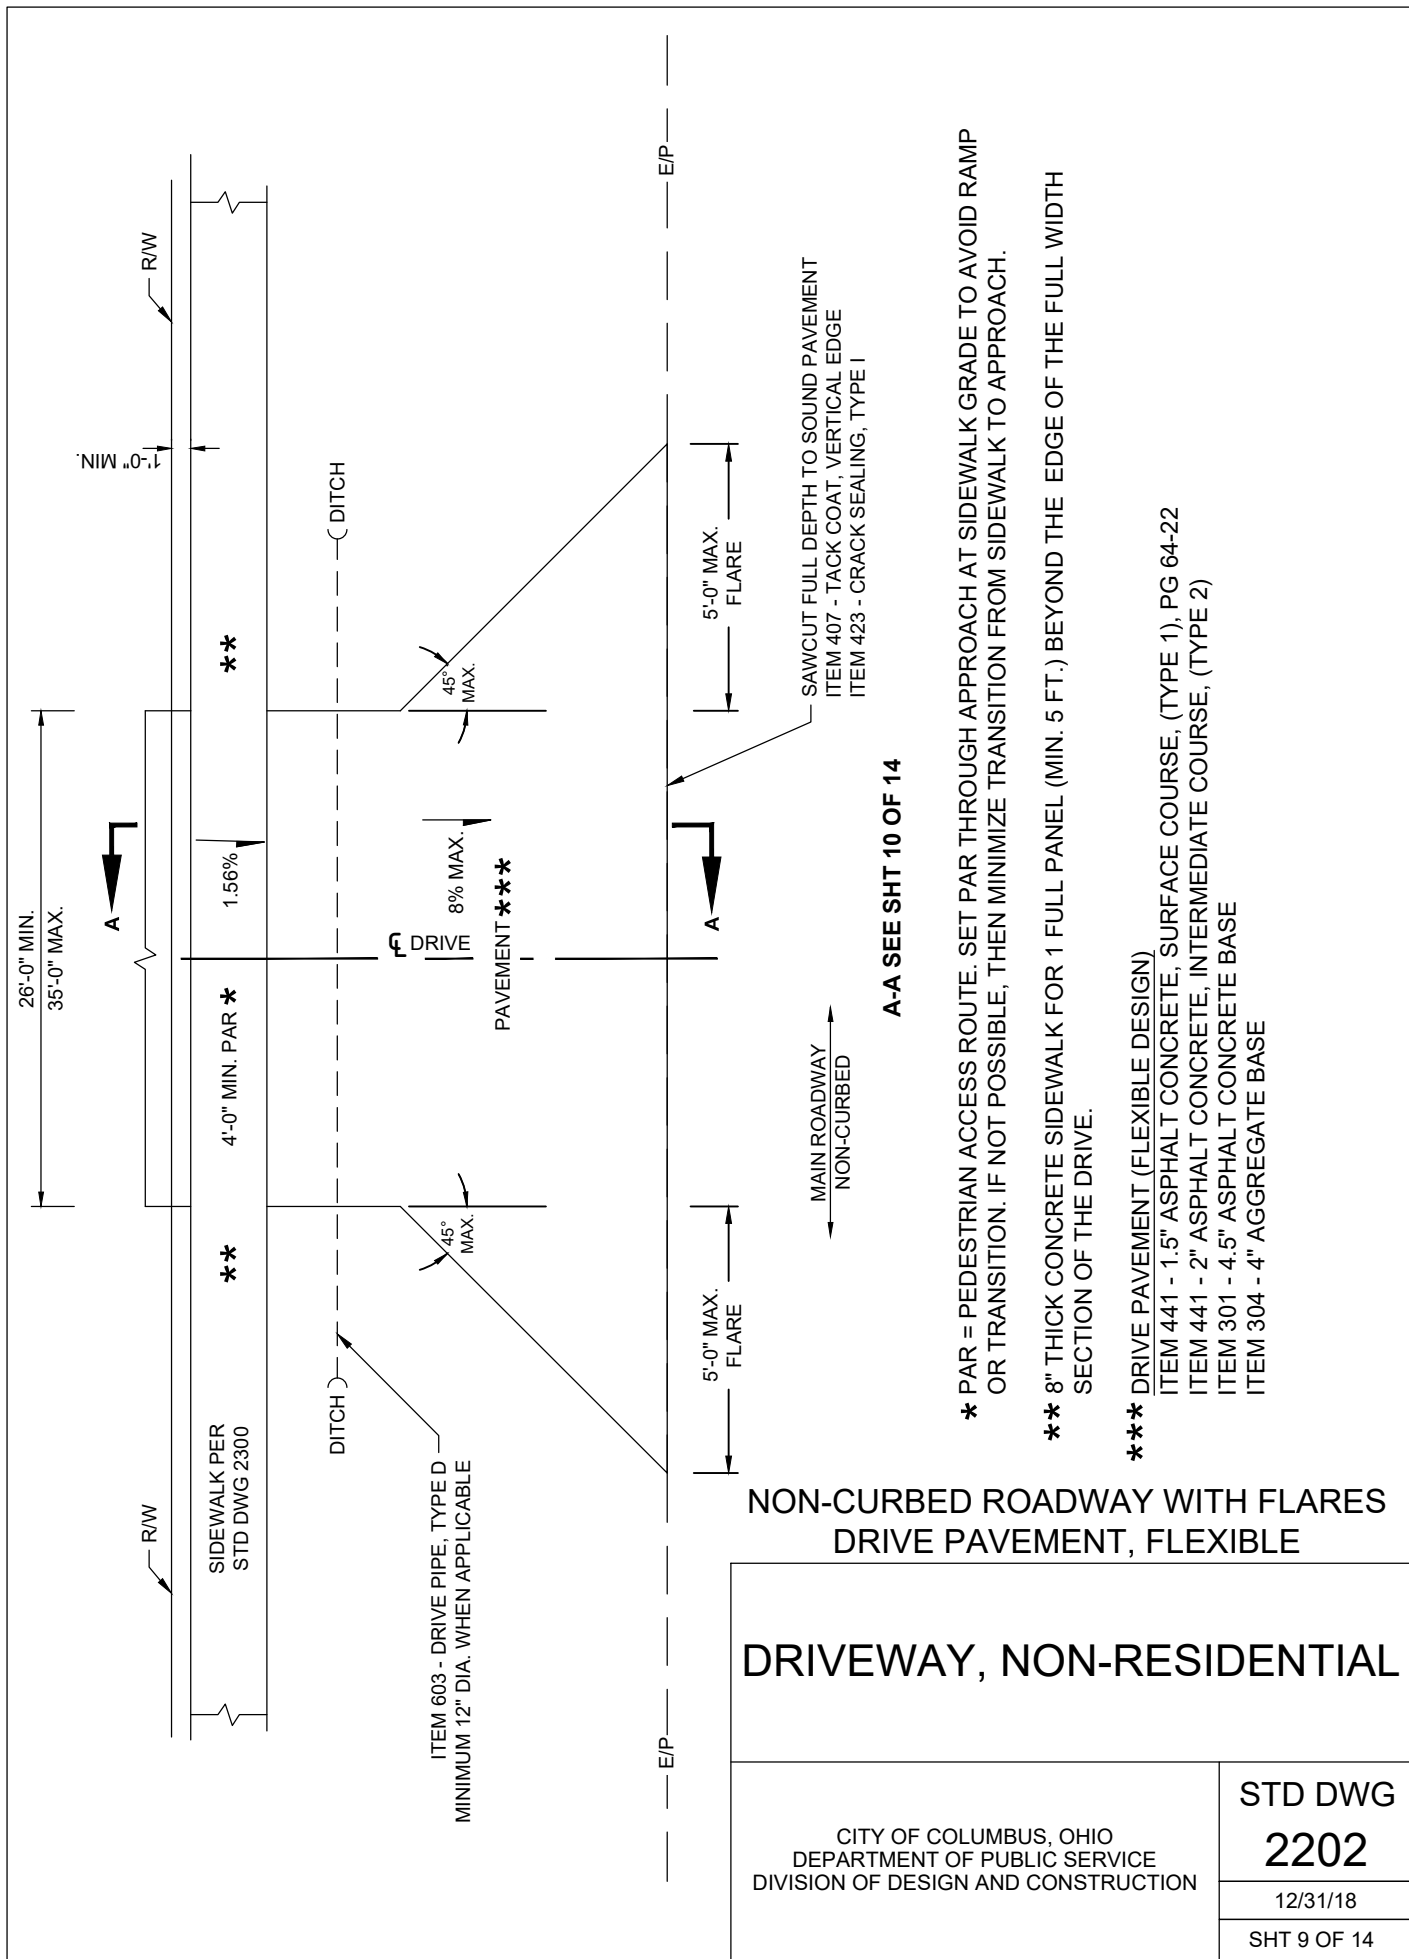 26'-0" MIN.
35'-0" MAX.
R/W
R/W
1'-0" MIN.
A
SIDEWALK PER
STD DWG 2300
**
4'-0" MIN. PAR *
1.56%
**
DITCH
DITCH
ITEM 603 - DRIVE PIPE, TYPE D
MINIMUM 12" DIA. WHEN APPLICABLE
45°
MAX.
℄ DRIVE
8% MAX.
PAVEMENT ***
45°
MAX.
E/P
E/P
5'-0" MAX.
FLARE
A
5'-0" MAX.
FLARE
MAIN ROADWAY
NON-CURBED
SAWCUT FULL DEPTH TO SOUND PAVEMENT
ITEM 407 - TACK COAT, VERTICAL EDGE
ITEM 423 - CRACK SEALING, TYPE I
A-A SEE SHT 10 OF 14
* PAR = PEDESTRIAN ACCESS ROUTE. SET PAR THROUGH APPROACH AT SIDEWALK GRADE TO AVOID RAMP
OR TRANSITION. IF NOT POSSIBLE, THEN MINIMIZE TRANSITION FROM SIDEWALK TO APPROACH.
** 8" THICK CONCRETE SIDEWALK FOR 1 FULL PANEL (MIN. 5 FT.) BEYOND THE EDGE OF THE FULL WIDTH
SECTION OF THE DRIVE.
*** DRIVE PAVEMENT (FLEXIBLE DESIGN)
ITEM 441 - 1.5" ASPHALT CONCRETE, SURFACE COURSE, (TYPE 1), PG 64-22
ITEM 441 - 2" ASPHALT CONCRETE, INTERMEDIATE COURSE, (TYPE 2)
ITEM 301 - 4.5" ASPHALT CONCRETE BASE
ITEM 304 - 4" AGGREGATE BASE
NON-CURBED ROADWAY WITH FLARES
DRIVE PAVEMENT, FLEXIBLE
DRIVEWAY, NON-RESIDENTIAL
CITY OF COLUMBUS, OHIO
DEPARTMENT OF PUBLIC SERVICE
DIVISION OF DESIGN AND CONSTRUCTION
STD DWG
2202
12/31/18
SHT 9 OF 14